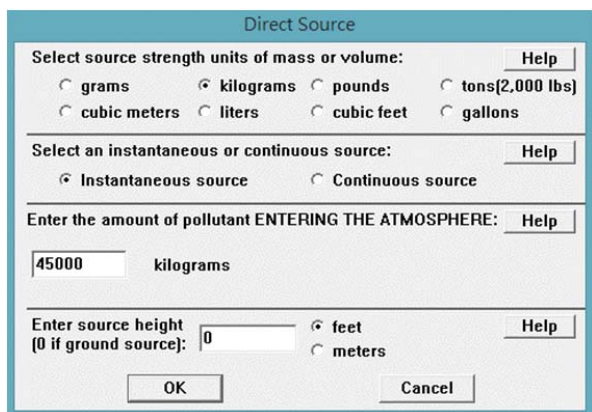 Direct Source
Select source strength units of mass or volume: Help
grams kilograms pounds tons(2,000 lbs)
cubic meters liters cubic feet gallons
Select an instantaneous or continuous source: Help
Instantaneous source Continuous source
Enter the amount of pollutant ENTERING THE ATMOSPHERE: Help
45000 kilograms
Enter source height
(0 if ground source): 0 feet Help
meters
OK Cancel